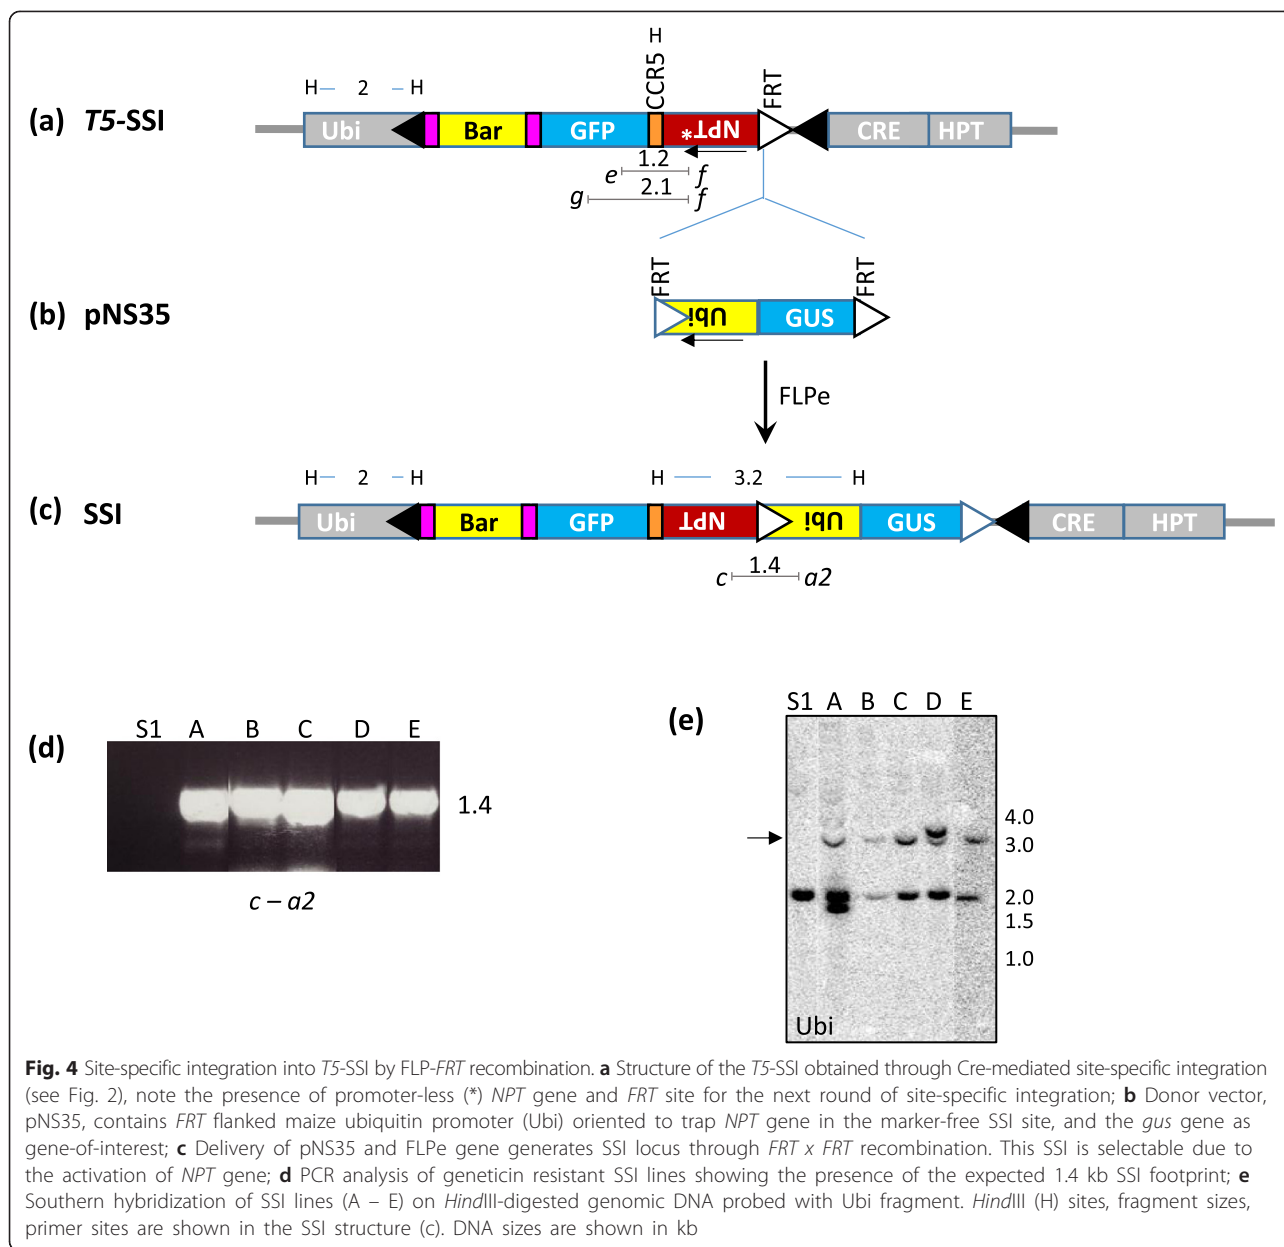 H
H 2 H
CCR5
FRT
(a) T5-SSI
Ubi Bar GFP *NPT CRE HPT
e 1.2 f
g 2.1 f
FRT FRT
(b) pNS35
Ubi GUS
FLPe
H 2 H H 3.2 H
(c) SSI
Ubi Bar GFP NPT Ubi GUS CRE HPT
c 1.4 a2
(d)
S1 A B C D E
1.4
c – a2
(e)
S1 A B C D E
4.0
3.0
2.0
1.5
1.0
Ubi
Fig. 4 Site-specific integration into T5-SSI by FLP-FRT recombination. a Structure of the T5-SSI obtained through Cre-mediated site-specific integration
(see Fig. 2), note the presence of promoter-less (*) NPT gene and FRT site for the next round of site-specific integration; b Donor vector,
pNS35, contains FRT flanked maize ubiquitin promoter (Ubi) oriented to trap NPT gene in the marker-free SSI site, and the gus gene as
gene-of-interest; c Delivery of pNS35 and FLPe gene generates SSI locus through FRT x FRT recombination. This SSI is selectable due to
the activation of NPT gene; d PCR analysis of geneticin resistant SSI lines showing the presence of the expected 1.4 kb SSI footprint; e
Southern hybridization of SSI lines (A – E) on HindIII-digested genomic DNA probed with Ubi fragment. HindIII (H) sites, fragment sizes,
primer sites are shown in the SSI structure (c). DNA sizes are shown in kb